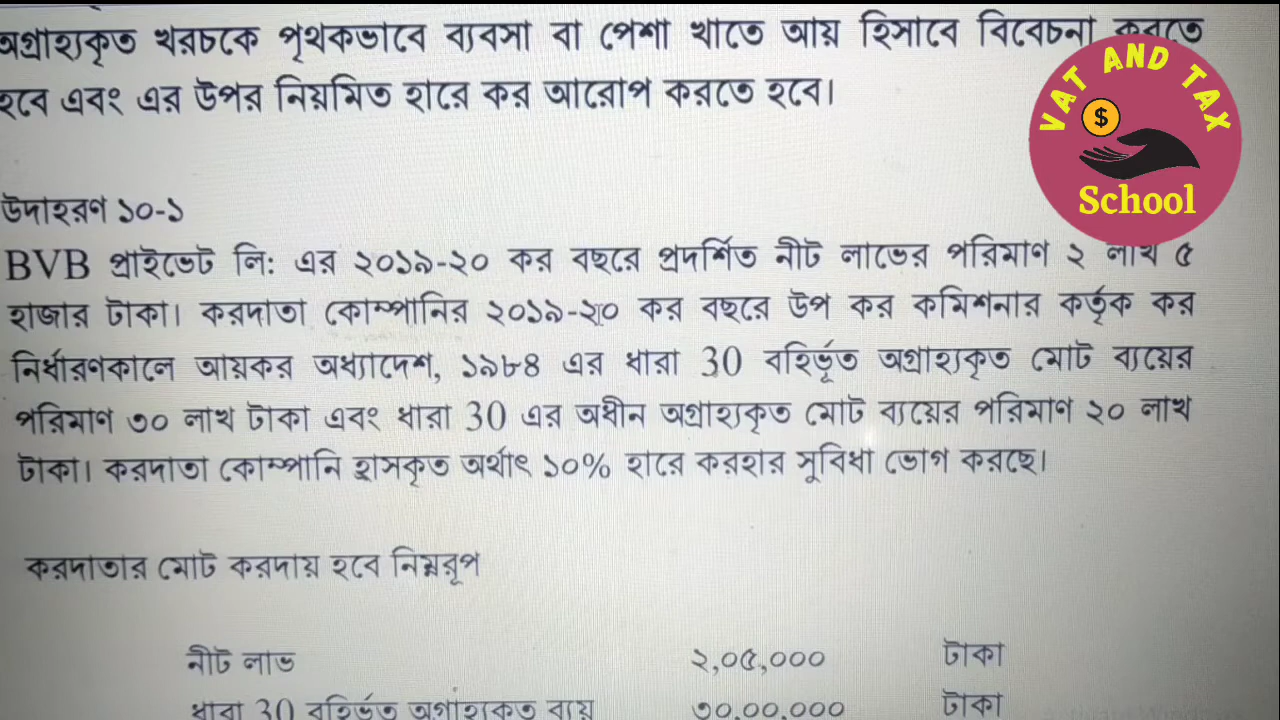 অগ্রাহ্যকৃত খরচকে পৃথকভাবে ব্যবসা বা পেশা খাতে আয় হিসাবে বিবেচনা করতে
হবে এবং এর উপর নিয়মিত হারে কর আরোপ করতে হবে।
VAT AND TAX
$
School
উদাহরণ ১০-১
BVB প্রাইভেট লি: এর ২০১৯-২০ কর বছরে প্রদর্শিত নীট লাভের পরিমাণ ২ লাখ ৫
হাজার টাকা। করদাতা কোম্পানির ২০১৯-২০ কর বছরে উপ কর কমিশনার কর্তৃক কর
নির্ধারণকালে আয়কর অধ্যাদেশ, ১৯৮৪ এর ধারা 30 বহির্ভূত অগ্রাহ্যকৃত মোট ব্যয়ের
পরিমাণ ৩০ লাখ টাকা এবং ধারা 30 এর অধীন অগ্রাহ্যকৃত মোট ব্যয়ের পরিমাণ ২০ লাখ
টাকা। করদাতা কোম্পানি হ্রাসকৃত অর্থাৎ ১০% হারে করহার সুবিধা ভোগ করছে।
করদাতার মোট করদায় হবে নিম্নরূপ
নীট লাভ ২,০৫,০০০ টাকা
ধারা 30 বহির্ভূত অগ্রাহ্যকৃত ব্যয় ৩০,০০,০০০ টাকা